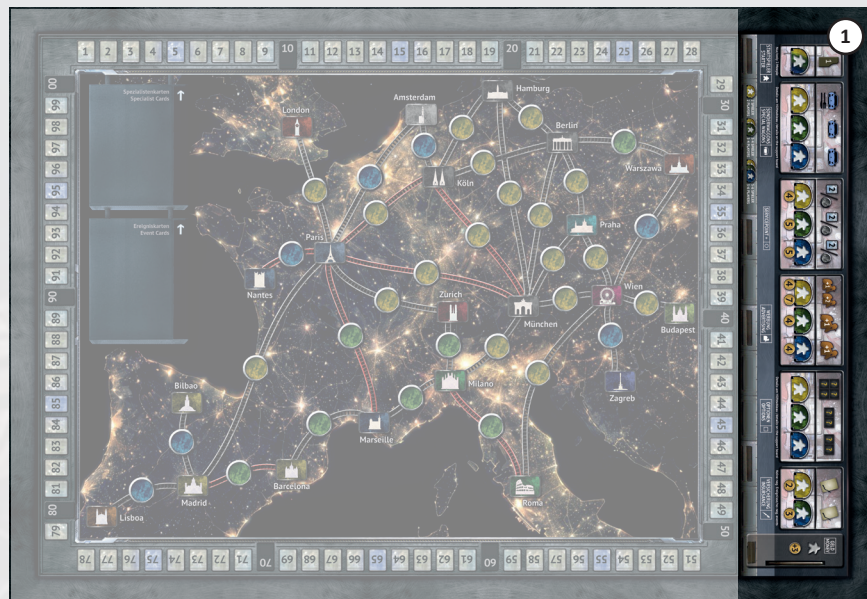 1
1 2 3 4 5 6 7 8 9 10 11 12 13 14 15 16 17 18 19 20 21 22 23 24 25 26 27 28
00
99
98
97
96
95
94
93
92
91
90
89
88
87
86
85
84
83
82
81
80
79
Spezialistenkarten
Specialist Cards
Ereigniskarten
Event Cards
London
Amsterdam
Hamburg
Berlin
Warszawa
Köln
Praha
Paris
Nantes
Zürich
München
Wien
Budapest
Milano
Zagreb
Bilbao
Marseille
Madrid
Barcelona
Lisboa
Roma
29
30
31
32
33
34
35
36
37
38
39
40
41
42
43
44
45
46
47
48
49
50
78 77 76 75 74 73 72 71 70 69 68 67 66 65 64 63 62 61 60 59 58 57 56 55 54 53 52 51